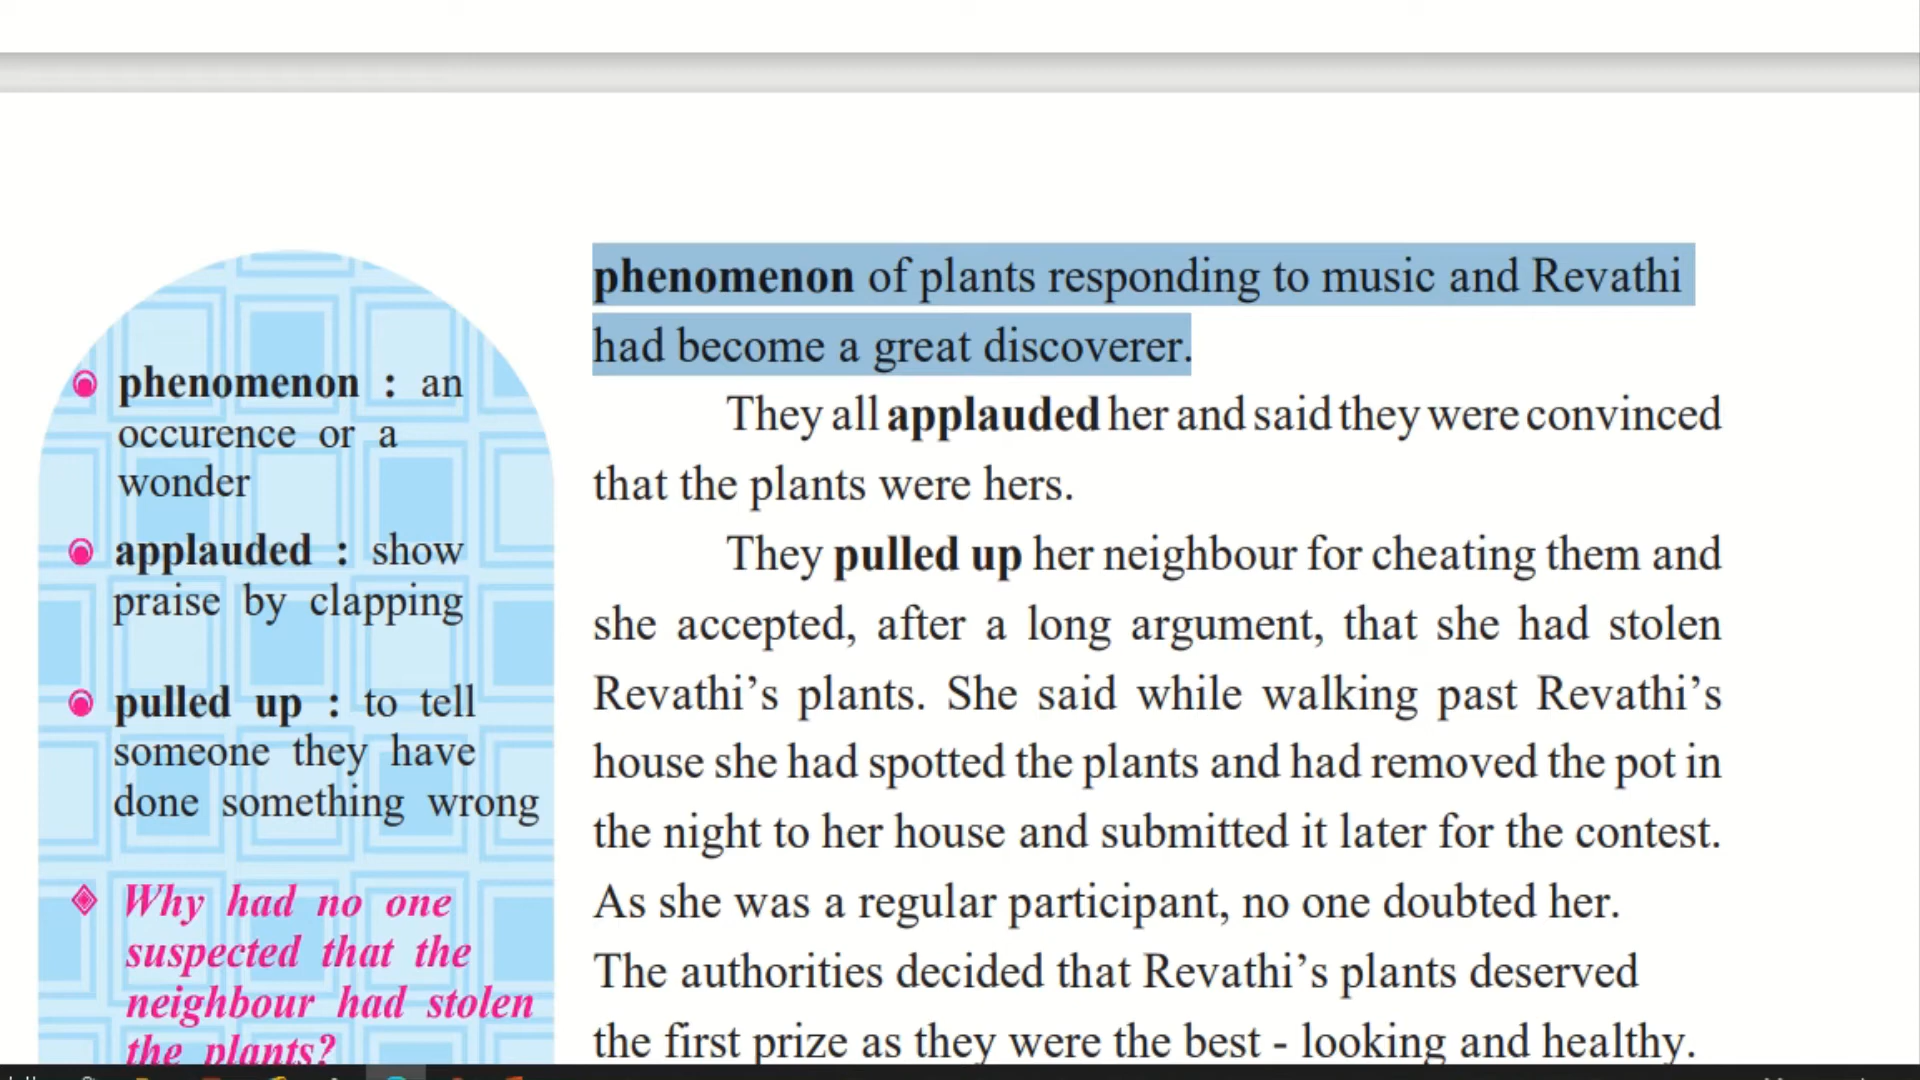 phenomenon : an
occurence or a
wonder
applauded : show
praise by clapping
pulled up : to tell
someone they have
done something wrong
Why had no one
suspected that the
neighbour had stolen
the plants?
phenomenon of plants responding to music and Revathi
had become a great discoverer.
They all applauded her and said they were convinced
that the plants were hers.
They pulled up her neighbour for cheating them and
she accepted, after a long argument, that she had stolen
Revathi’s plants. She said while walking past Revathi’s
house she had spotted the plants and had removed the pot in
the night to her house and submitted it later for the contest.
As she was a regular participant, no one doubted her.
The authorities decided that Revathi’s plants deserved
the first prize as they were the best - looking and healthy.